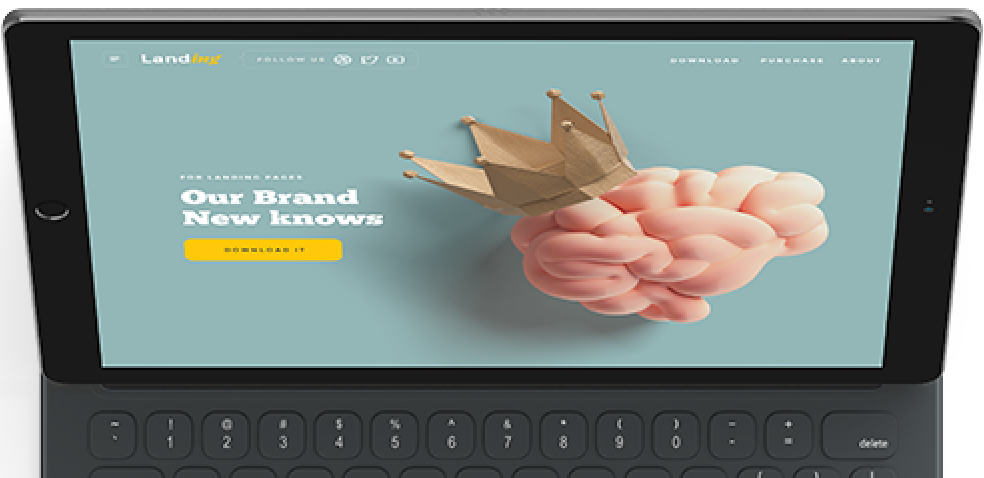 Landing
FOLLOW US
DOWNLOAD PURCHASE ABOUT
FOR LANDING PAGES
Our Brand
New knows
DOWNLOAD IT
~ ! @ # $ % ^ & * ( ) – +
` 1 2 3 4 5 6 7 8 9 0 - =
delete
{ } |